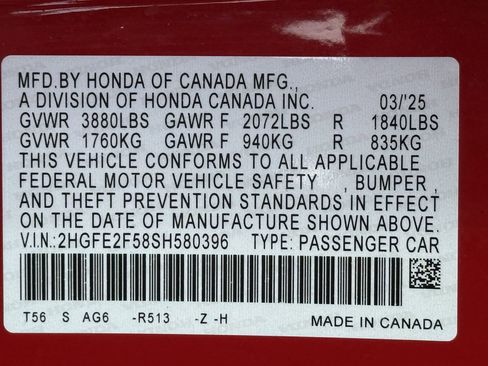 MFD.BY HONDA OF CANADA MFG.,
A DIVISION OF HONDA CANADA INC. 03/'25
GVWR 3880LBS GAWR F 2072LBS R 1840LBS
GVWR 1760KG GAWR F 940KG R 835KG
THIS VEHICLE CONFORMS TO ALL APPLICABLE
FEDERAL MOTOR VEHICLE SAFETY , BUMPER ,
AND THEFT PREVENTION STANDARDS IN EFFECT
ON THE DATE OF MANUFACTURE SHOWN ABOVE.
V.I.N.:2HGFE2F58SH580396 TYPE: PASSENGER CAR
T56 S AG6 -R513 -Z -H MADE IN CANADA